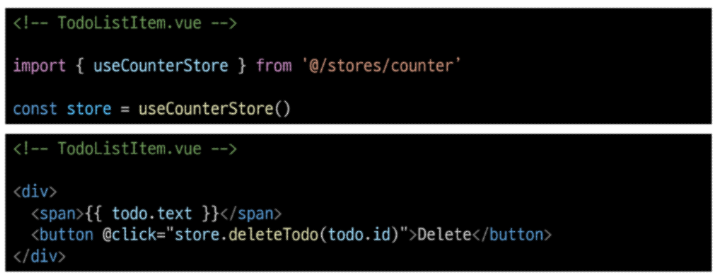 <!-- TodoListItem.vue -->
import { useCounterStore } from '@/stores/counter’
const store = useCounterStore()
<!-- TodoListItem.vue -->
<div>
<span>{{ todo.text }}</span>
<button @click="store.deleteTodo(todo.id)">Delete</button>
</div>